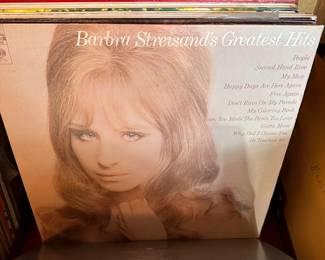 Barbra Streisand's Greatest Hits
People
Second Hand Rose
My Man
Happy Days Are Here Again
Free Again
Don't Rain On My Parade
My Coloring Book
Sam, You Made The Pants Too Long
Gotta Move
Why Did I Choose You
He Touched Me